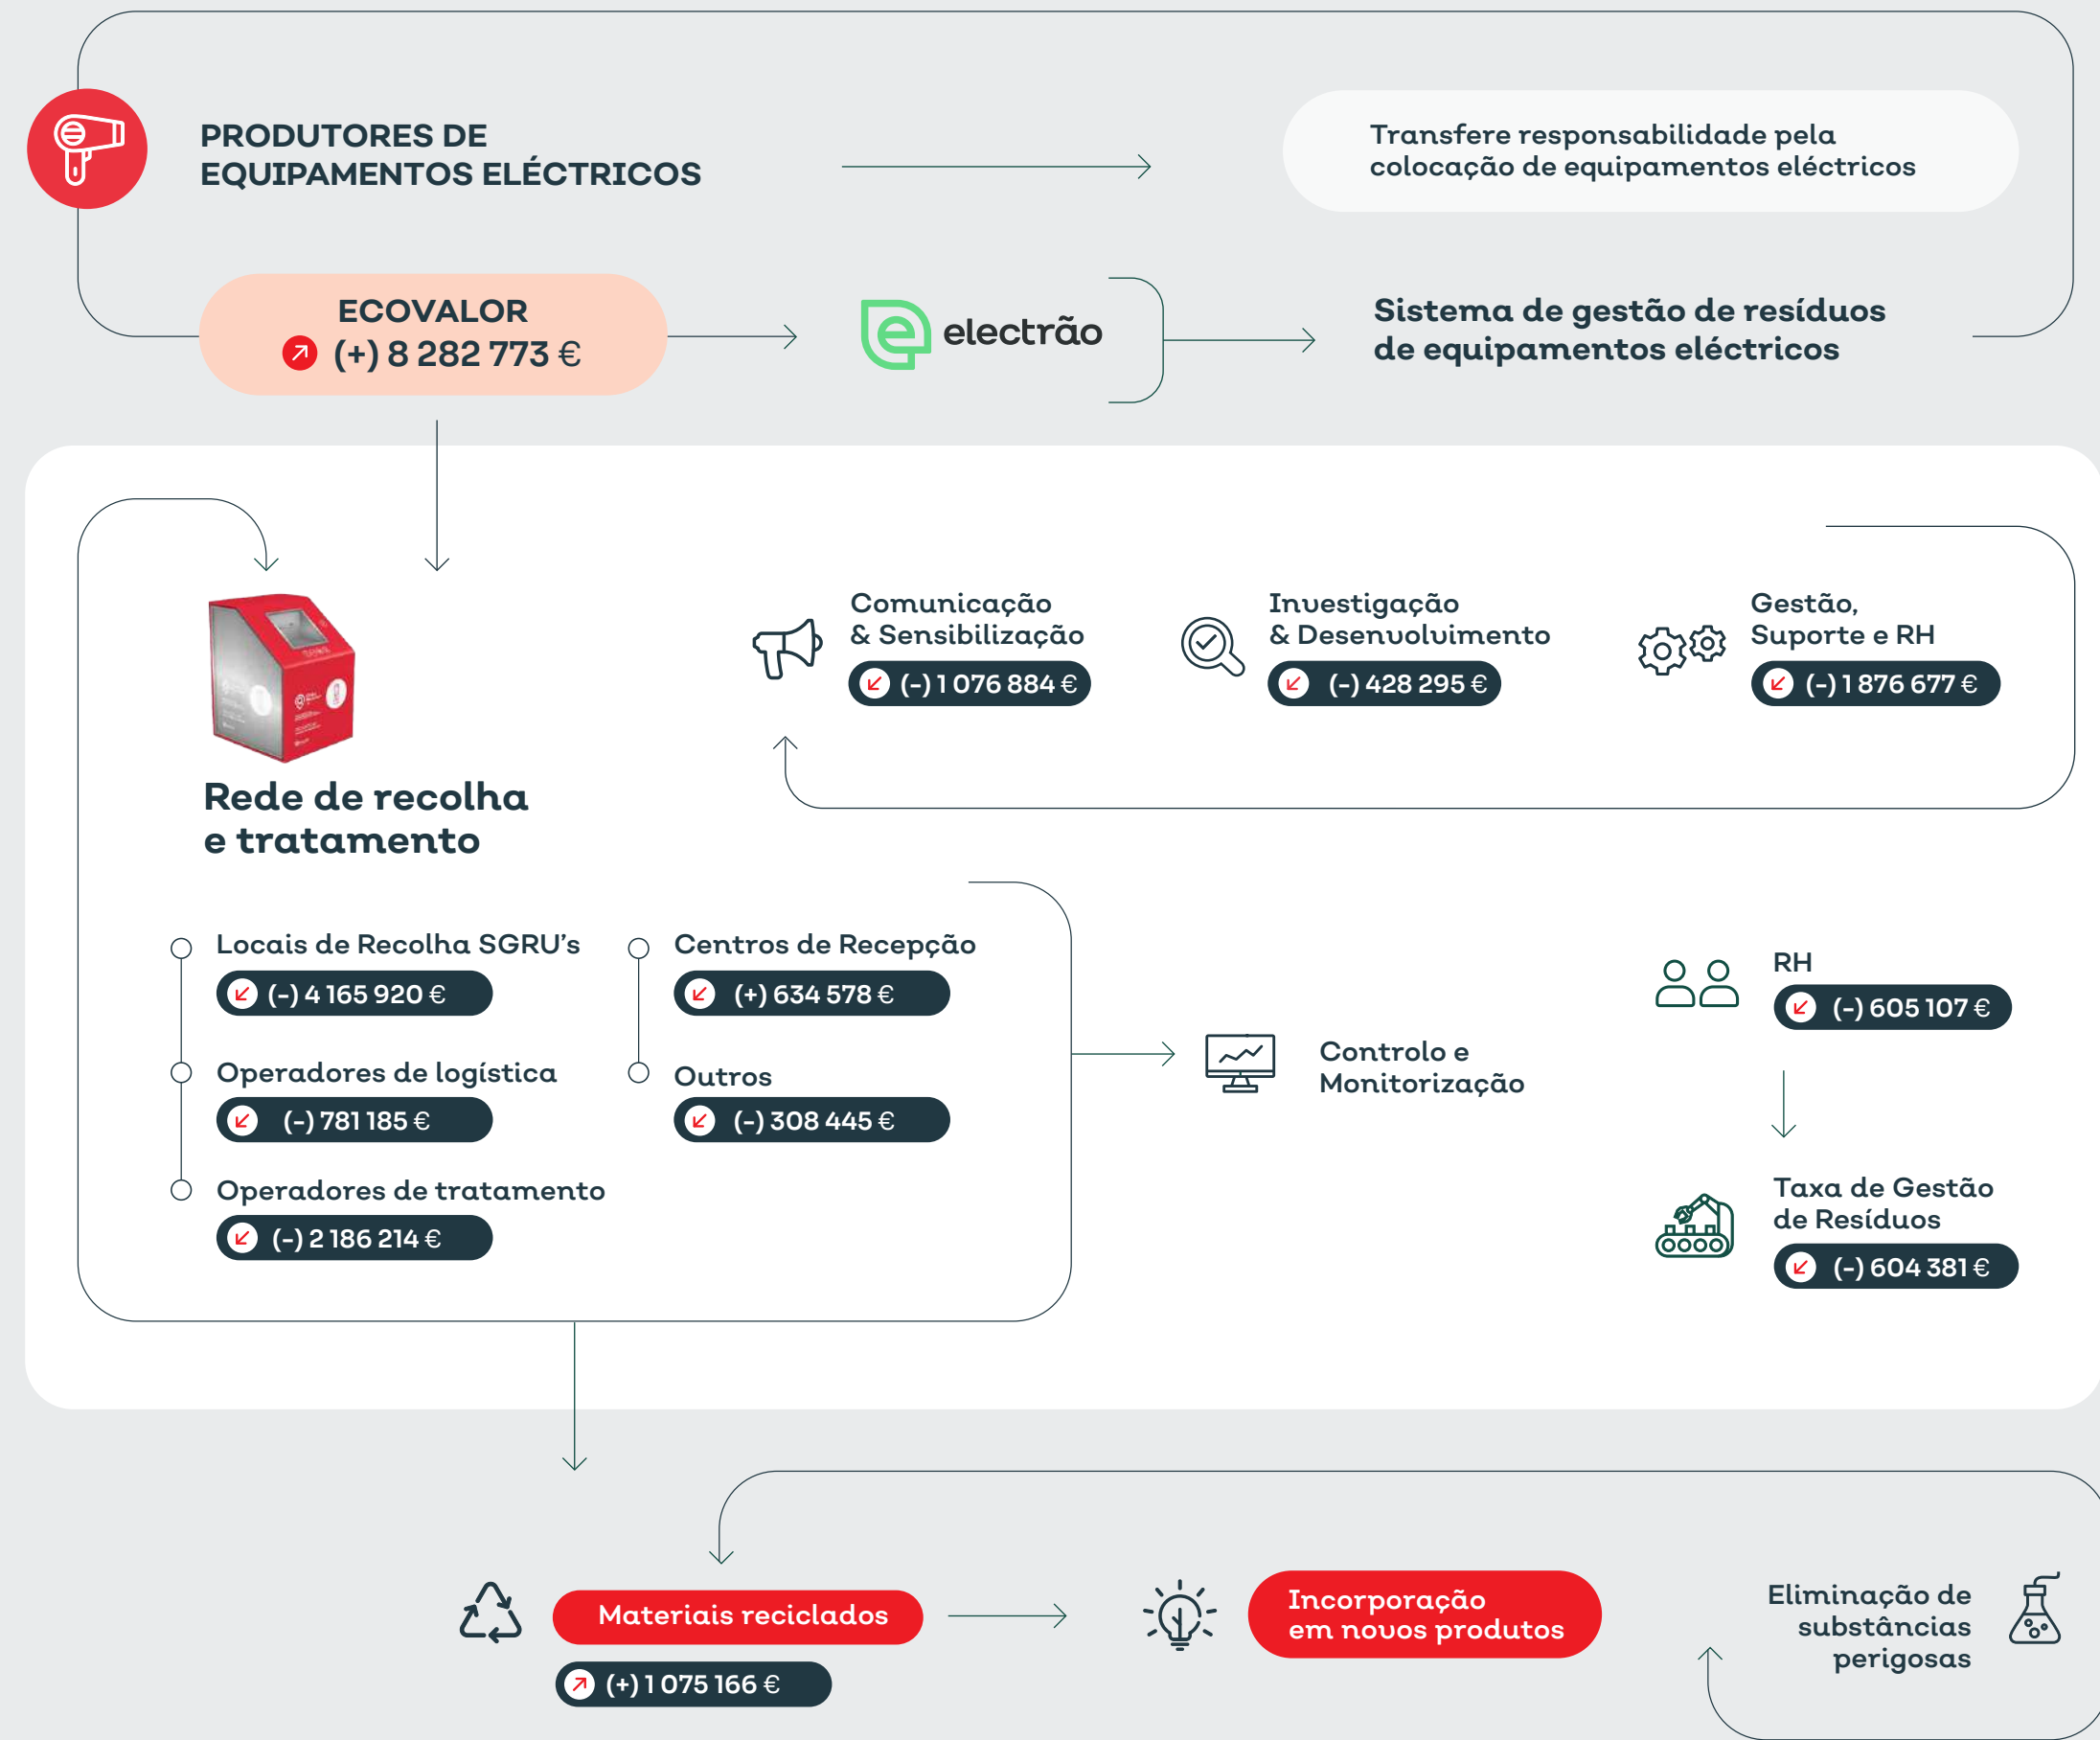 PRODUTORES DE
EQUIPAMENTOS ELÉCTRICOS
Transfere responsabilidade pela
colocação de equipamentos eléctricos
ECOVALOR
(+) 8 282 773 €
electrão
Sistema de gestão de resíduos
de equipamentos eléctricos
Comunicação
& Sensibilização
(-) 1 076 884 €
Investigação
& Desenvolvimento
(-) 428 295 €
Gestão,
Suporte e RH
(-) 1 876 677 €
Rede de recolha
e tratamento
Locais de Recolha SGRU's
(-) 4 165 920 €
Operadores de logística
(-) 781 185 €
Operadores de tratamento
(-) 2 186 214 €
Centros de Recepção
(+) 634 578 €
Outros
(-) 308 445 €
Controlo e
Monitorização
RH
(-) 605 107 €
Taxa de Gestão
de Resíduos
(-) 604 381 €
Materiais reciclados
(+) 1 075 166 €
Incorporação
em novos produtos
Eliminação de
substâncias
perigosas